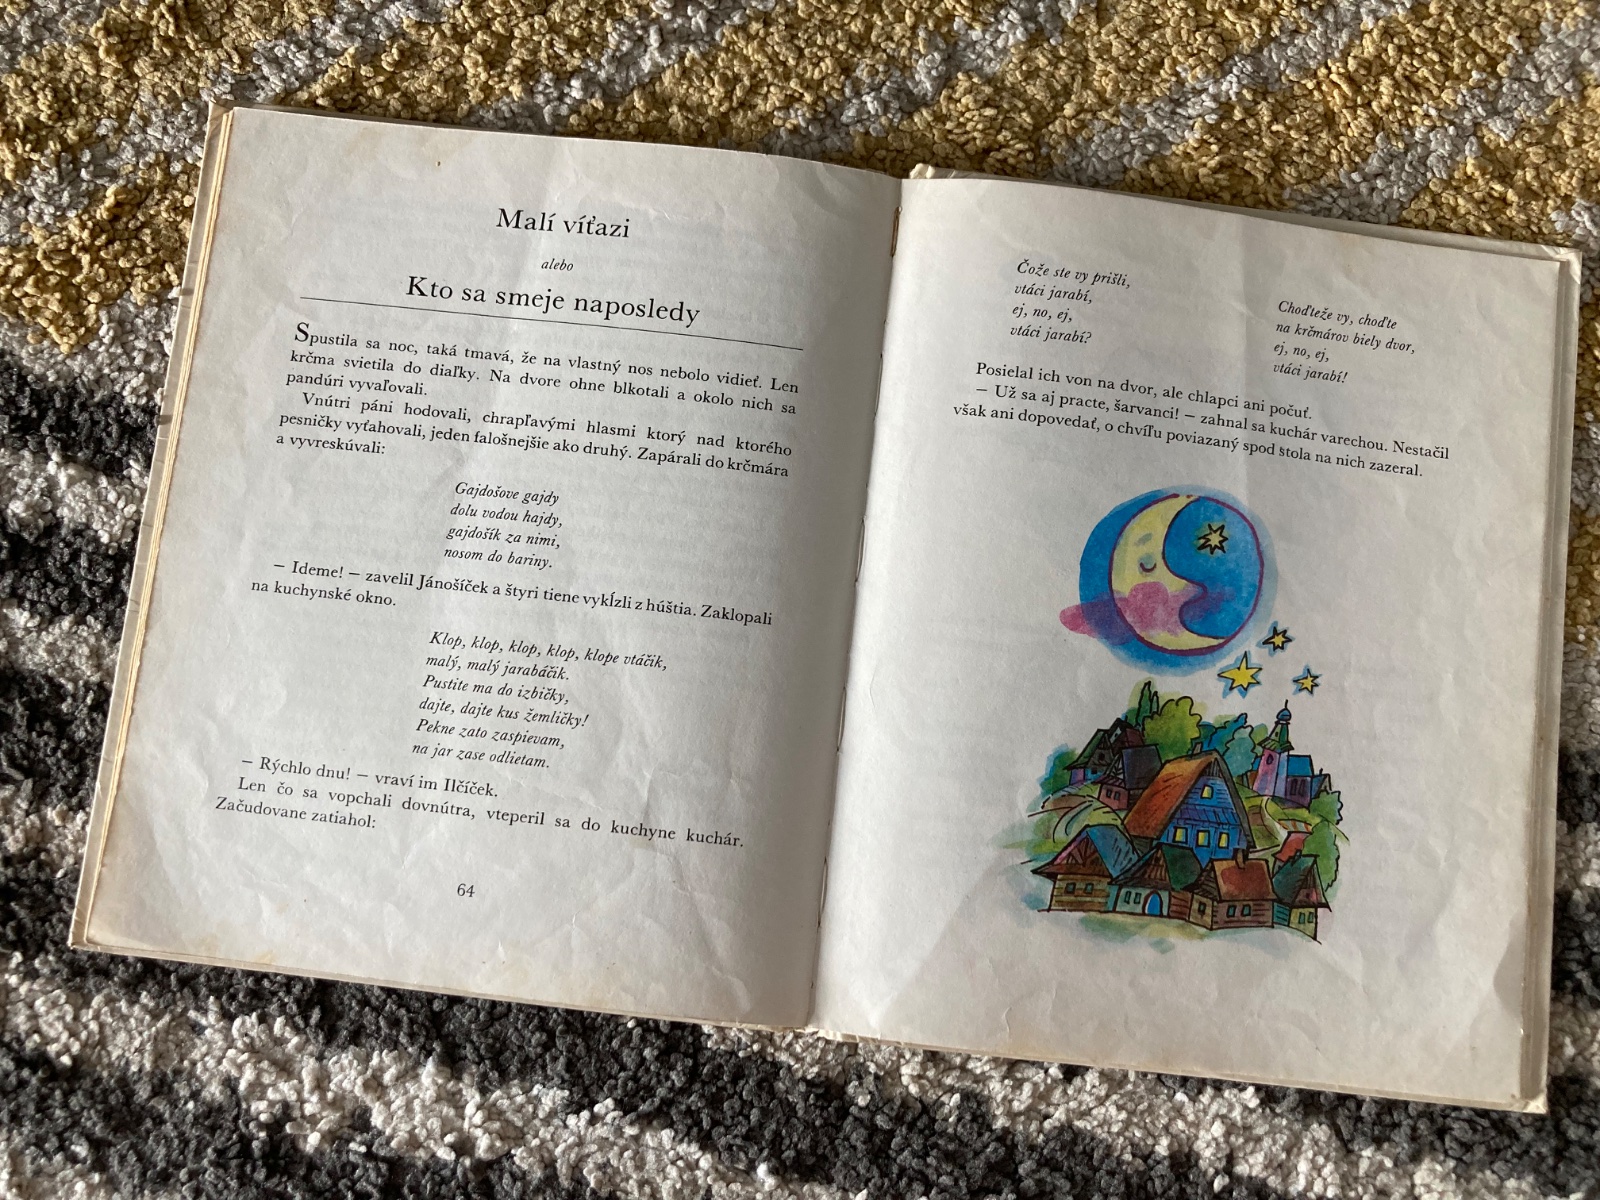 Malí víťazi
alebo
Kto sa smeje naposledy
Spustila sa noc, taká tmavá, že na vlastný nos nebolo vidieť. Len
krčma svietila do diaľky. Na dvore ohne blkotali a okolo nich sa
pandúri vyvaľovali.
Vnútri páni hodovali, chrapľavými hlasmi ktorý nad ktorého
pesničky vyťahovali, jeden falošnejšie ako druhý. Zapárali do krčmára
a vyvreskúvali:
Gajdošove gajdy
dolu vodou hajdy,
gajdošík za nimi,
nosom do bariny.
– Ideme! – zavelil Jánošíček a štyri tiene vykĺzli z húštia. Zaklopali
na kuchynské okno.
Klop, klop, klop, klop, klope vtáčik,
malý, malý jarabáčik.
Pustite ma do izbičky,
dajte, dajte kus žemličky!
Pekne zato zaspievam,
na jar zase odlietam.
– Rýchlo dnu! – vraví im Ilčíček.
Len čo sa vopchali dovnútra, vteperil sa do kuchyne kuchár.
Začudovane zatiahol:
64
Čože ste vy prišli,
vtáci jarabí,
ej, no, ej,
vtáci jarabí?
Choďteže vy, choďte
na krčmárov biely dvor,
ej, no, ej,
vtáci jarabí!
Posielal ich von na dvor, ale chlapci ani počuť.
– Už sa aj practe, šarvanci! – zahnal sa kuchár varechou. Nestačil
však ani dopovedať, o chvíľu poviazaný spod stola na nich zazeral.